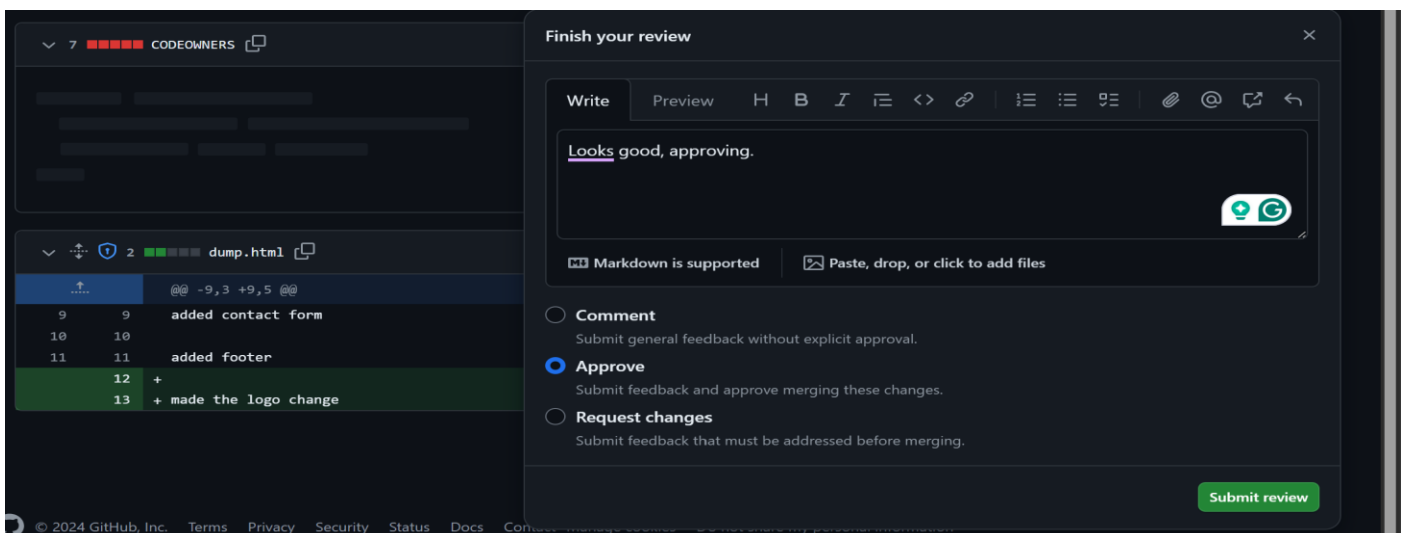 7 CODEOWNERS
2 dump.html
@@ -9,3 +9,5 @@
9 9 added contact form
10 10
11 11 added footer
12 +
13 + made the logo change
© 2024 GitHub, Inc. Terms Privacy Security Status Docs
Finish your review
Write Preview
Looks good, approving.
Markdown is supported
Paste, drop, or click to add files
Comment
Submit general feedback without explicit approval.
Approve
Submit feedback and approve merging these changes.
Request changes
Submit feedback that must be addressed before merging.
Submit review